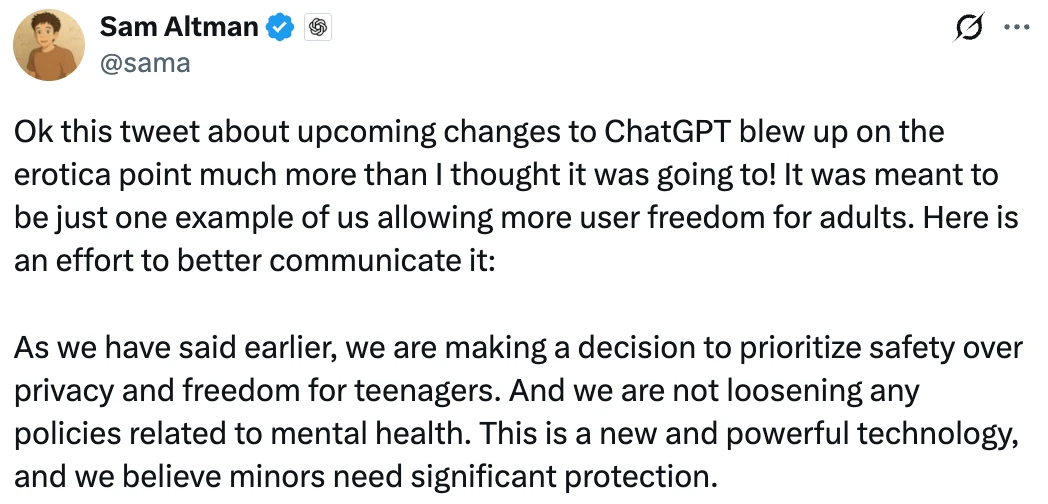 Sam Altman
@sama
Ok this tweet about upcoming changes to ChatGPT blew up on the
erotica point much more than I thought it was going to! It was meant to
be just one example of us allowing more user freedom for adults. Here is
an effort to better communicate it:
As we have said earlier, we are making a decision to prioritize safety over
privacy and freedom for teenagers. And we are not loosening any
policies related to mental health. This is a new and powerful technology,
and we believe minors need significant protection.